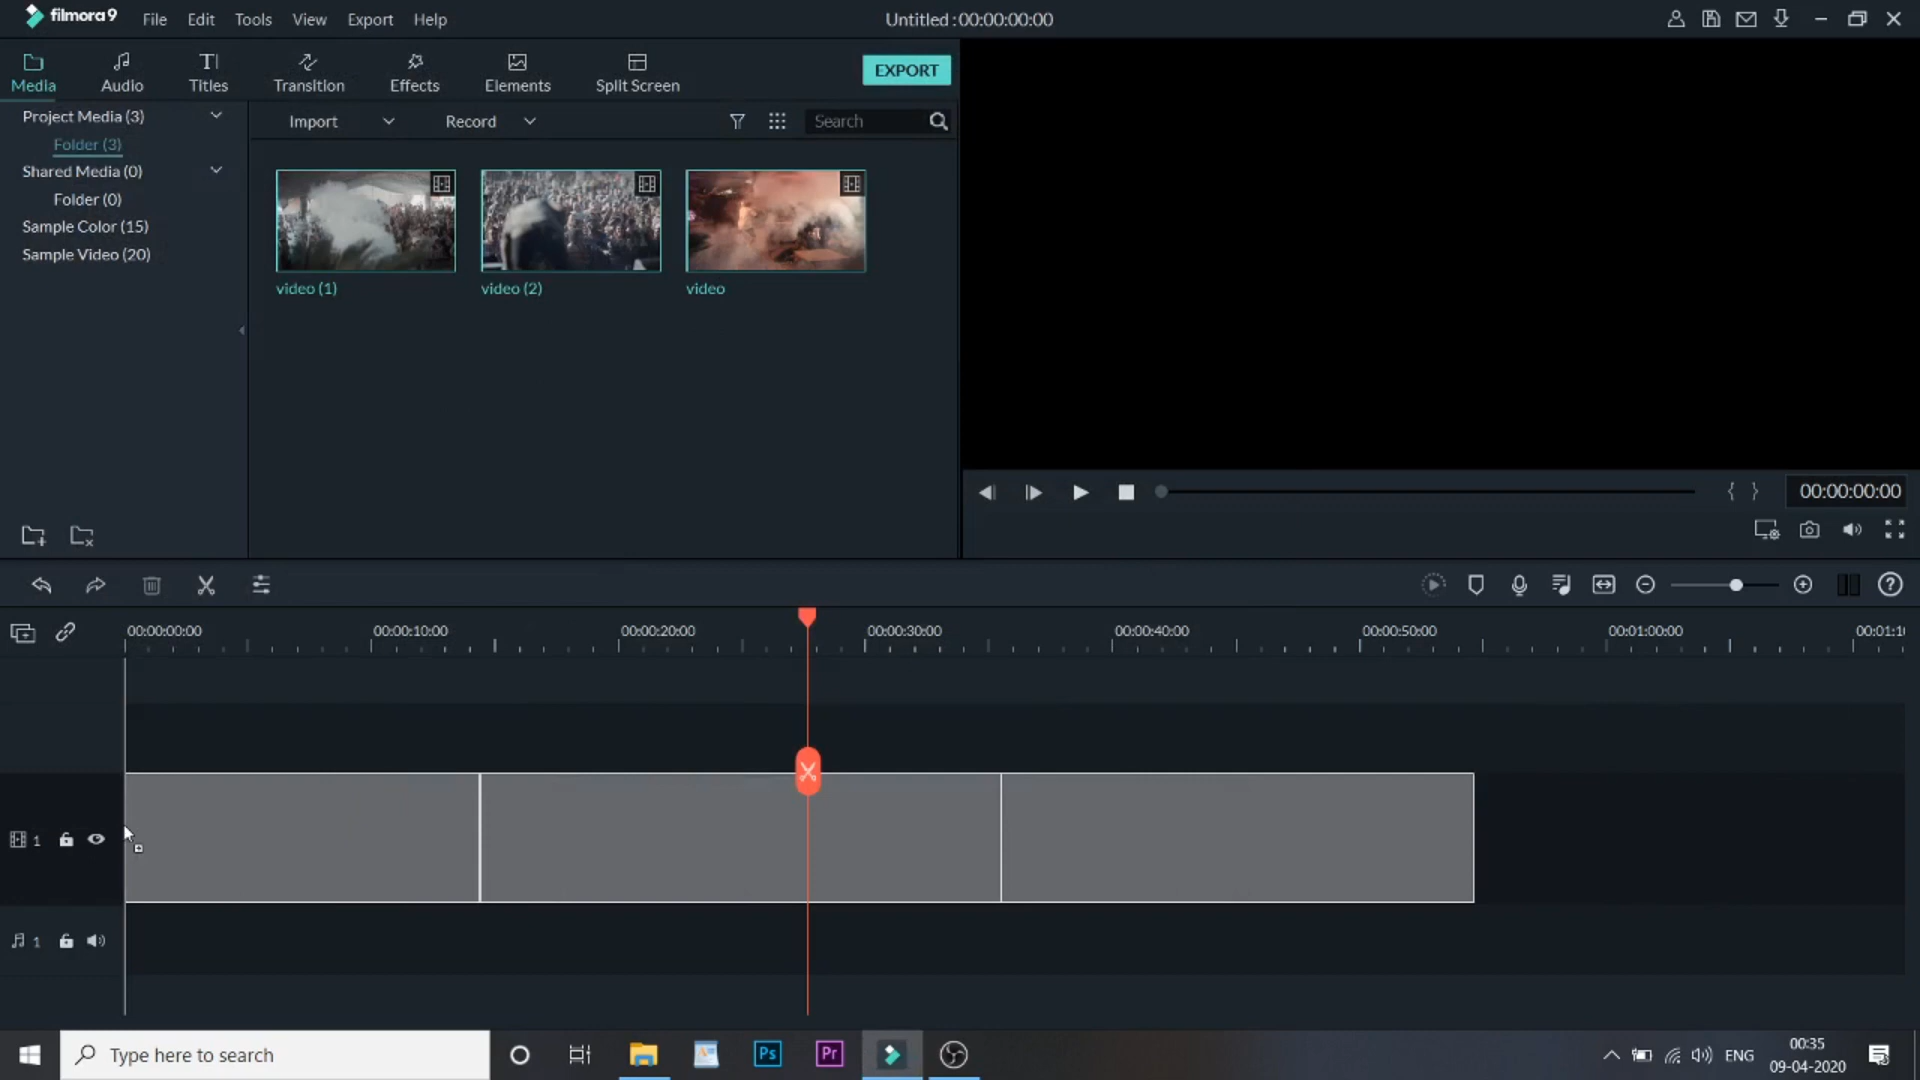 filmora9 File Edit Tools View Export Help Untitled : 00:00:00:00
Media Audio Titles Transition Effects Elements Split Screen EXPORT
Project Media (3)
Folder (3)
Shared Media (0)
Folder (0)
Sample Color (15)
Sample Video (20)
Import Record Search
video (1) video (2) video
00:00:00:00
00:00:00:00 00:00:10:00 00:00:20:00 00:00:30:00 00:00:40:00 00:00:50:00 00:01:00:00 00:01:1
1
1
Type here to search
Ps Pr
ENG
00:35
09-04-2020